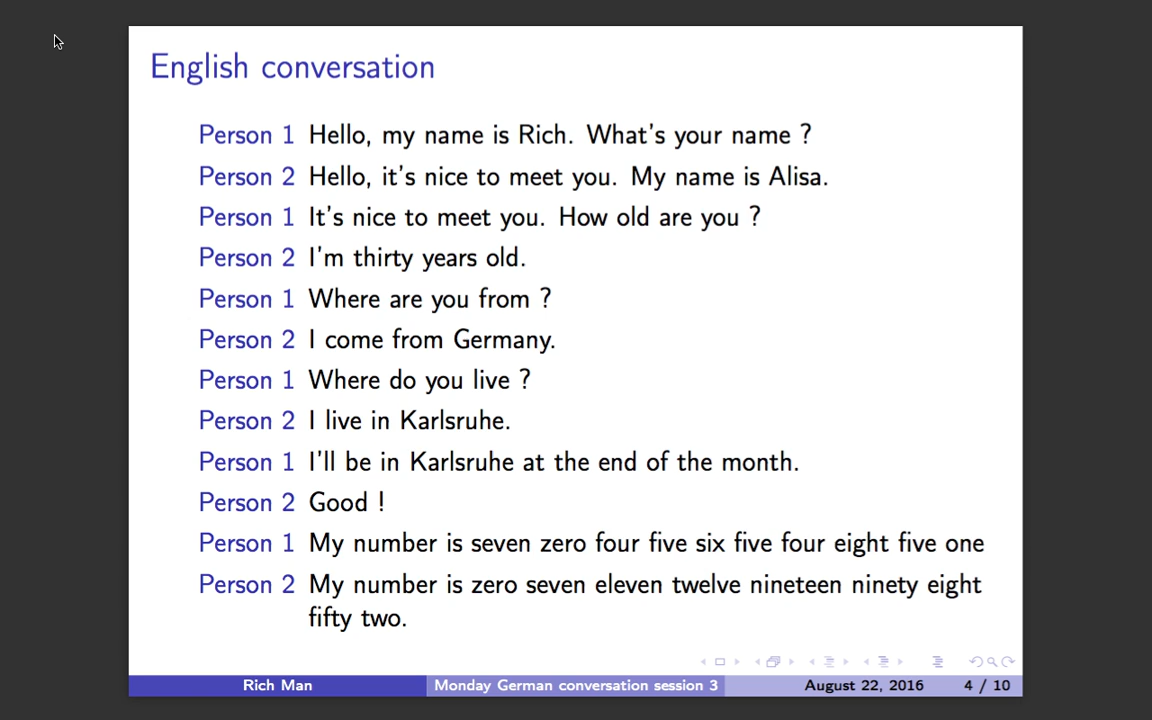 English conversation
Person 1 Hello, my name is Rich. What's your name ?
Person 2 Hello, it's nice to meet you. My name is Alisa.
Person 1 It's nice to meet you. How old are you ?
Person 2 I'm thirty years old.
Person 1 Where are you from ?
Person 2 I come from Germany.
Person 1 Where do you live ?
Person 2 I live in Karlsruhe.
Person 1 I'll be in Karlsruhe at the end of the month.
Person 2 Good !
Person 1 My number is seven zero four five six five four eight five one
Person 2 My number is zero seven eleven twelve nineteen ninety eight
fifty two.
Rich Man Monday German conversation session 3 August 22, 2016 4 / 10